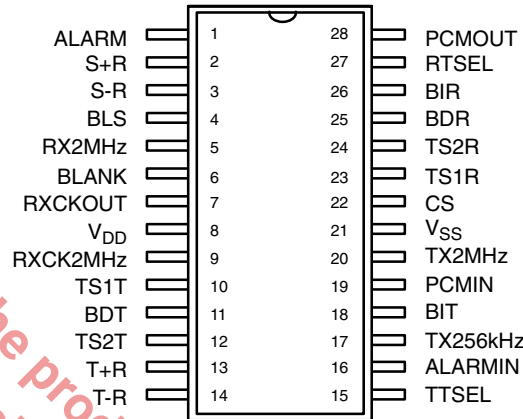 ALARM 1 28 PCMOUT
S+R 2 27 RTSEL
S-R 3 26 BIR
BLS 4 25 BDR
RX2MHz 5 24 TS2R
BLANK 6 23 TS1R
RXCKOUT 7 22 CS
VDD 8 21 VSS
RXCK2MHz 9 20 TX2MHz
TS1T 10 19 PCMIN
BDT 11 18 BIT
TS2T 12 17 TX256kHz
T+R 13 16 ALARMIN
T-R 14 15 TTSEL